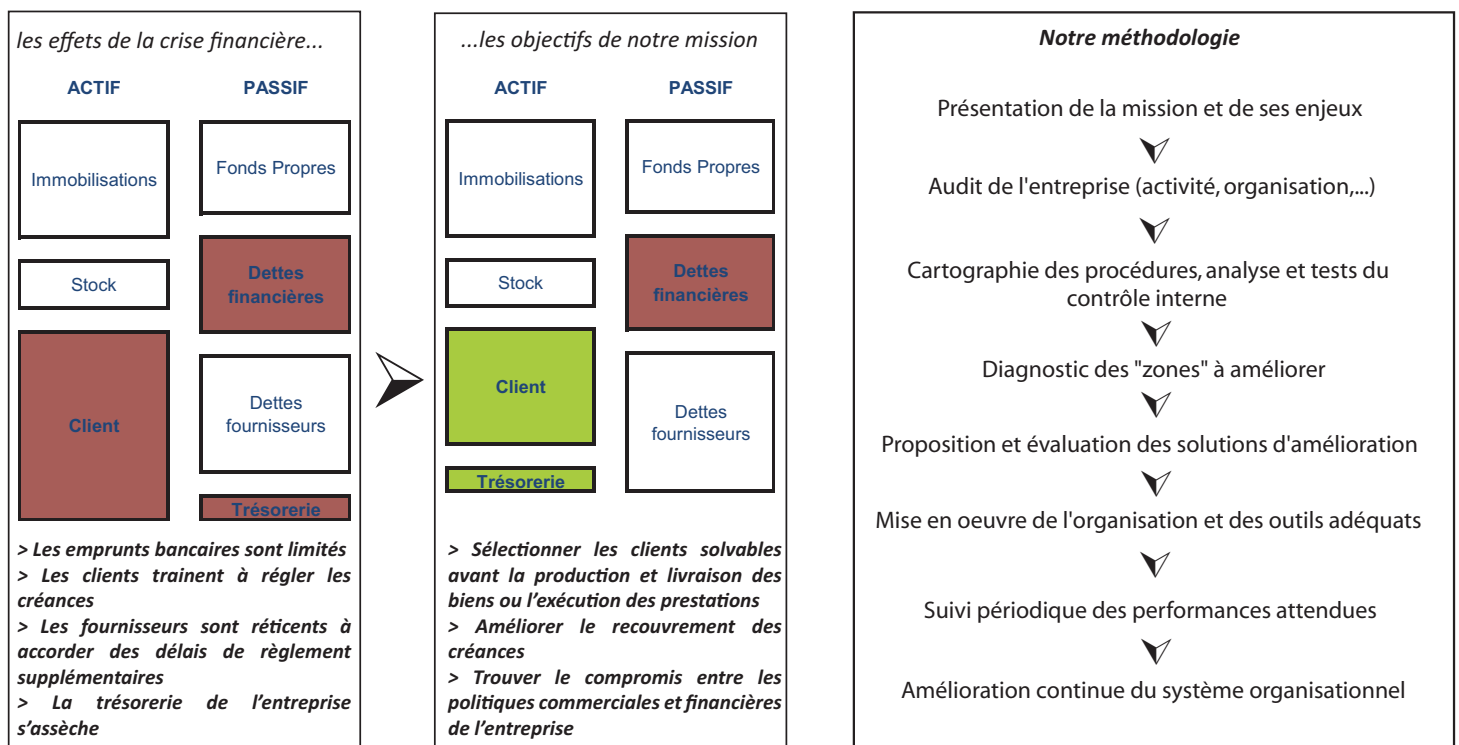 les effets de la crise financière...
ACTIF
PASSIF
Immobilisations
Fonds Propres
Stock
Dettes
financières
Client
Dettes
fournisseurs
Trésorerie
> Les emprunts bancaires sont limités
> Les clients trainent à régler les
créances
> Les fournisseurs sont réticents à
accorder des délais de règlement
supplémentaires
> La trésorerie de l’entreprise
s’assèche
...les objectifs de notre mission
ACTIF
PASSIF
Immobilisations
Fonds Propres
Stock
Dettes
financières
Client
Dettes
fournisseurs
Trésorerie
> Sélectionner les clients solvables
avant la production et livraison des
biens ou l’exécution des prestations
> Améliorer le recouvrement des
créances
> Trouver le compromis entre les
politiques commerciales et financières
de l’entreprise
Notre méthodologie
Présentation de la mission et de ses enjeux
Audit de l'entreprise (activité, organisation,...)
Cartographie des procédures, analyse et tests du
contrôle interne
Diagnostic des "zones" à améliorer
Proposition et évaluation des solutions d'amélioration
Mise en oeuvre de l'organisation et des outils adéquats
Suivi périodique des performances attendues
Amélioration continue du système organisationnel